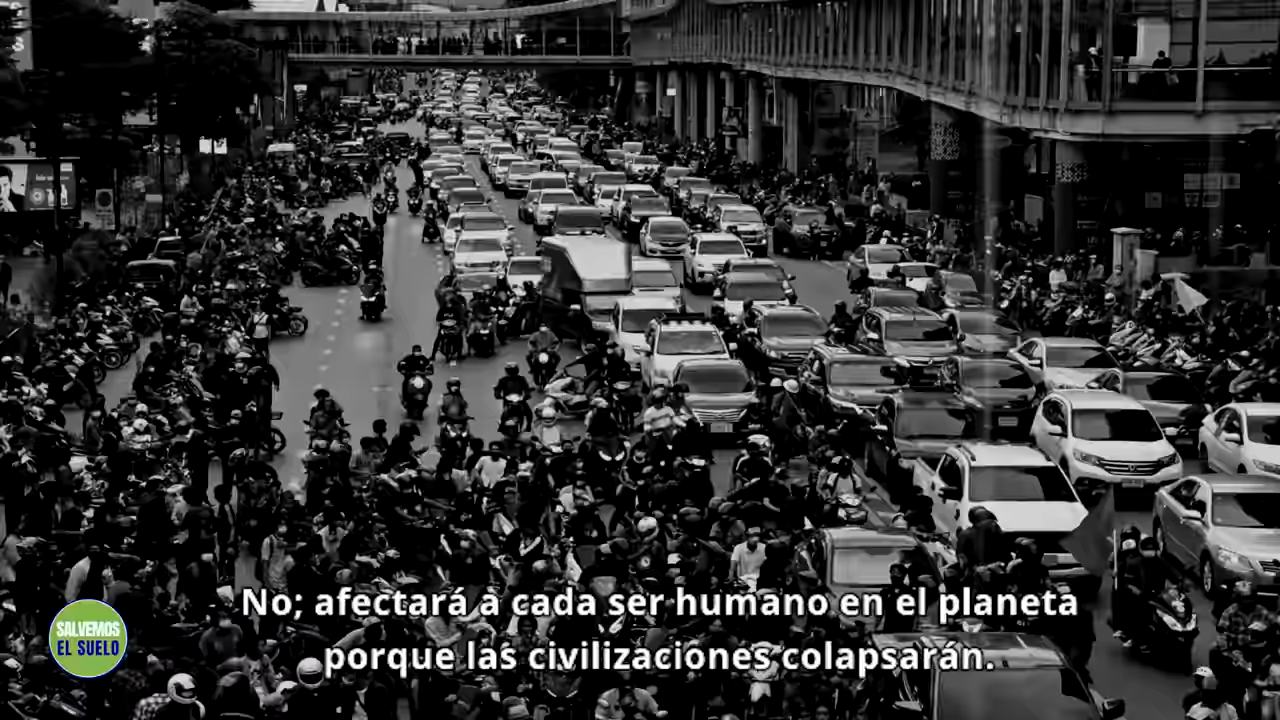 SALVEMOS
EL SUELO
No; afectará a cada ser humano en el planeta
porque las civilizaciones colapsarán.